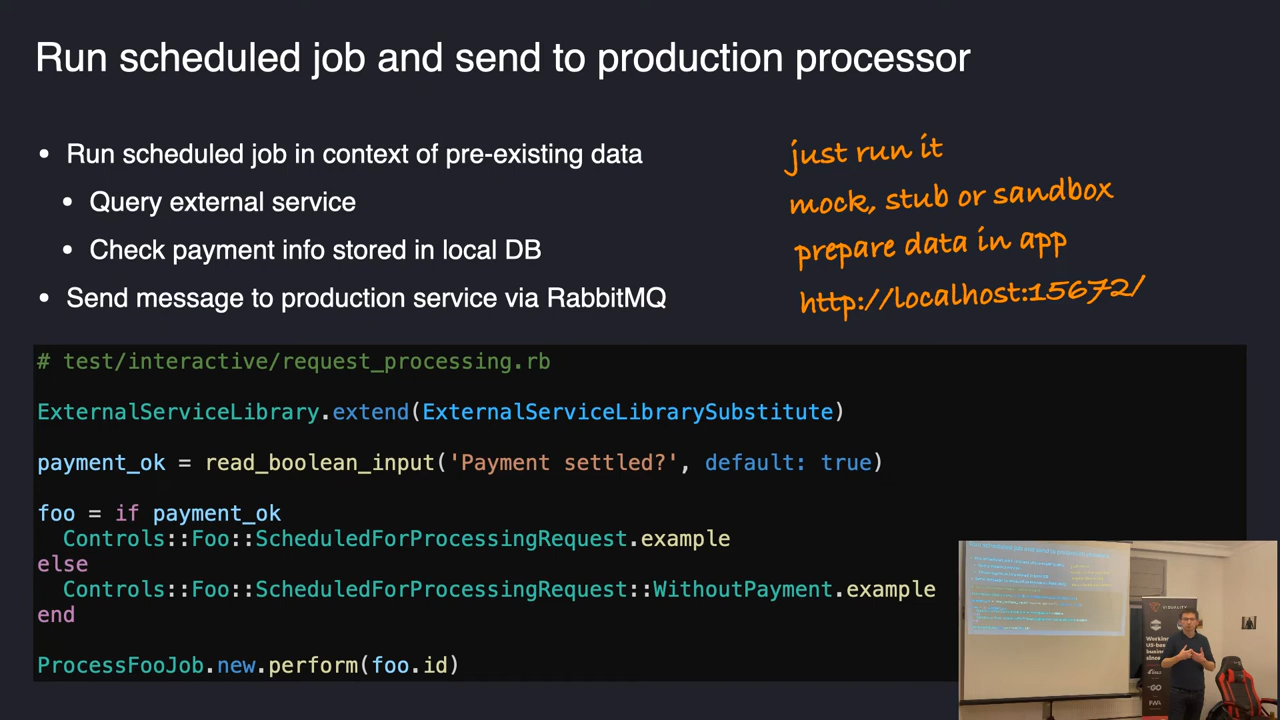 Run scheduled job and send to production processor
• Run scheduled job in context of pre-existing data
just run it
• Query external service
mock, stub or sandbox
• Check payment info stored in local DB
prepare data in app
• Send message to production service via RabbitMQ
http://localhost:15672/
# test/interactive/request_processing.rb
ExternalServiceLibrary.extend(ExternalServiceLibrarySubstitute)
payment_ok = read_boolean_input('Payment settled?', default: true)
foo = if payment_ok
Controls::Foo::ScheduledForProcessingRequest.example
else
Controls::Foo::ScheduledForProcessingRequest::WithoutPayment.example
end
ProcessFooJob.new.perform(foo.id)
VISUALITY
Working
US-bas